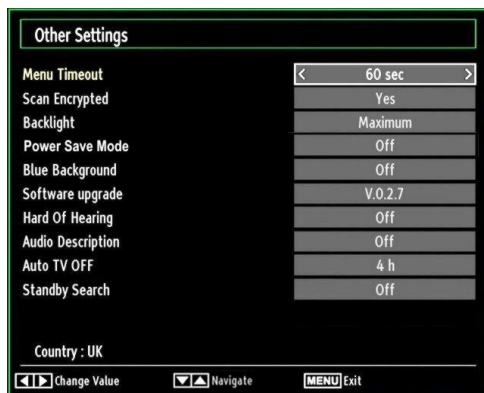 Other Settings
Menu Timeout < 60 sec >
Scan Encrypted Yes
Backlight Maximum
Power Save Mode Off
Blue Background Off
Software upgrade V.0.2.7
Hard Of Hearing Off
Audio Description Off
Auto TV OFF 4 h
Standby Search Off
Country : UK
Change Value Navigate MENU Exit